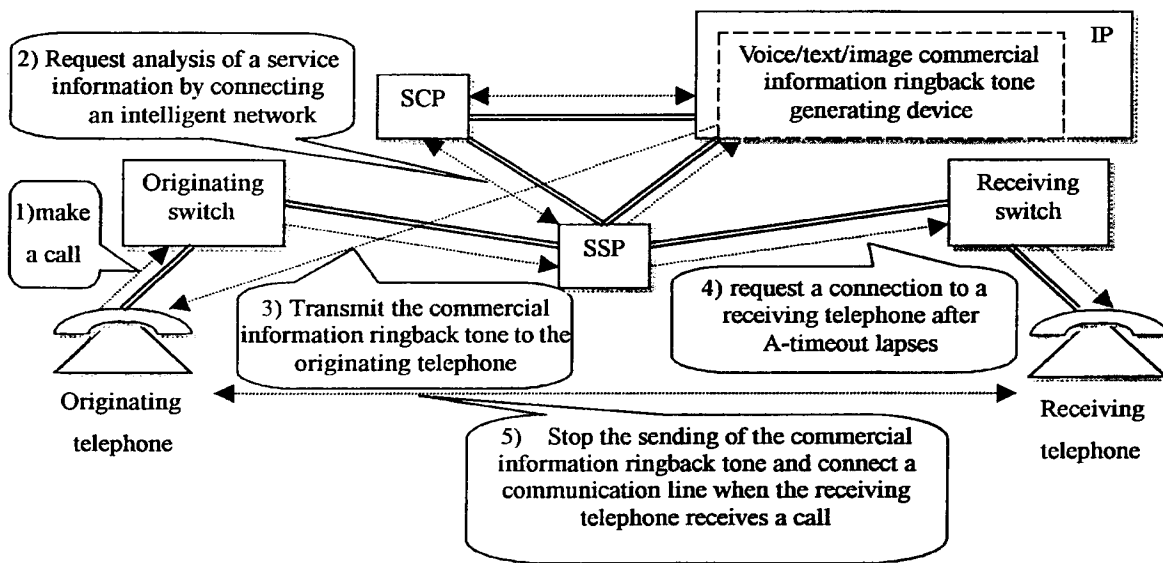 2) Request analysis of a service
information by connecting
an intelligent network
SCP
IP
Voice/text/image commercial
information ringback tone
generating device
1)make
a call
Originating
switch
SSP
Receiving
switch
3) Transmit the commercial
information ringback tone to the
originating telephone
4) request a connection to a
receiving telephone after
A-timeout lapses
Originating
telephone
Receiving
telephone
5) Stop the sending of the commercial
information ringback tone and connect a
communication line when the receiving
telephone receives a call